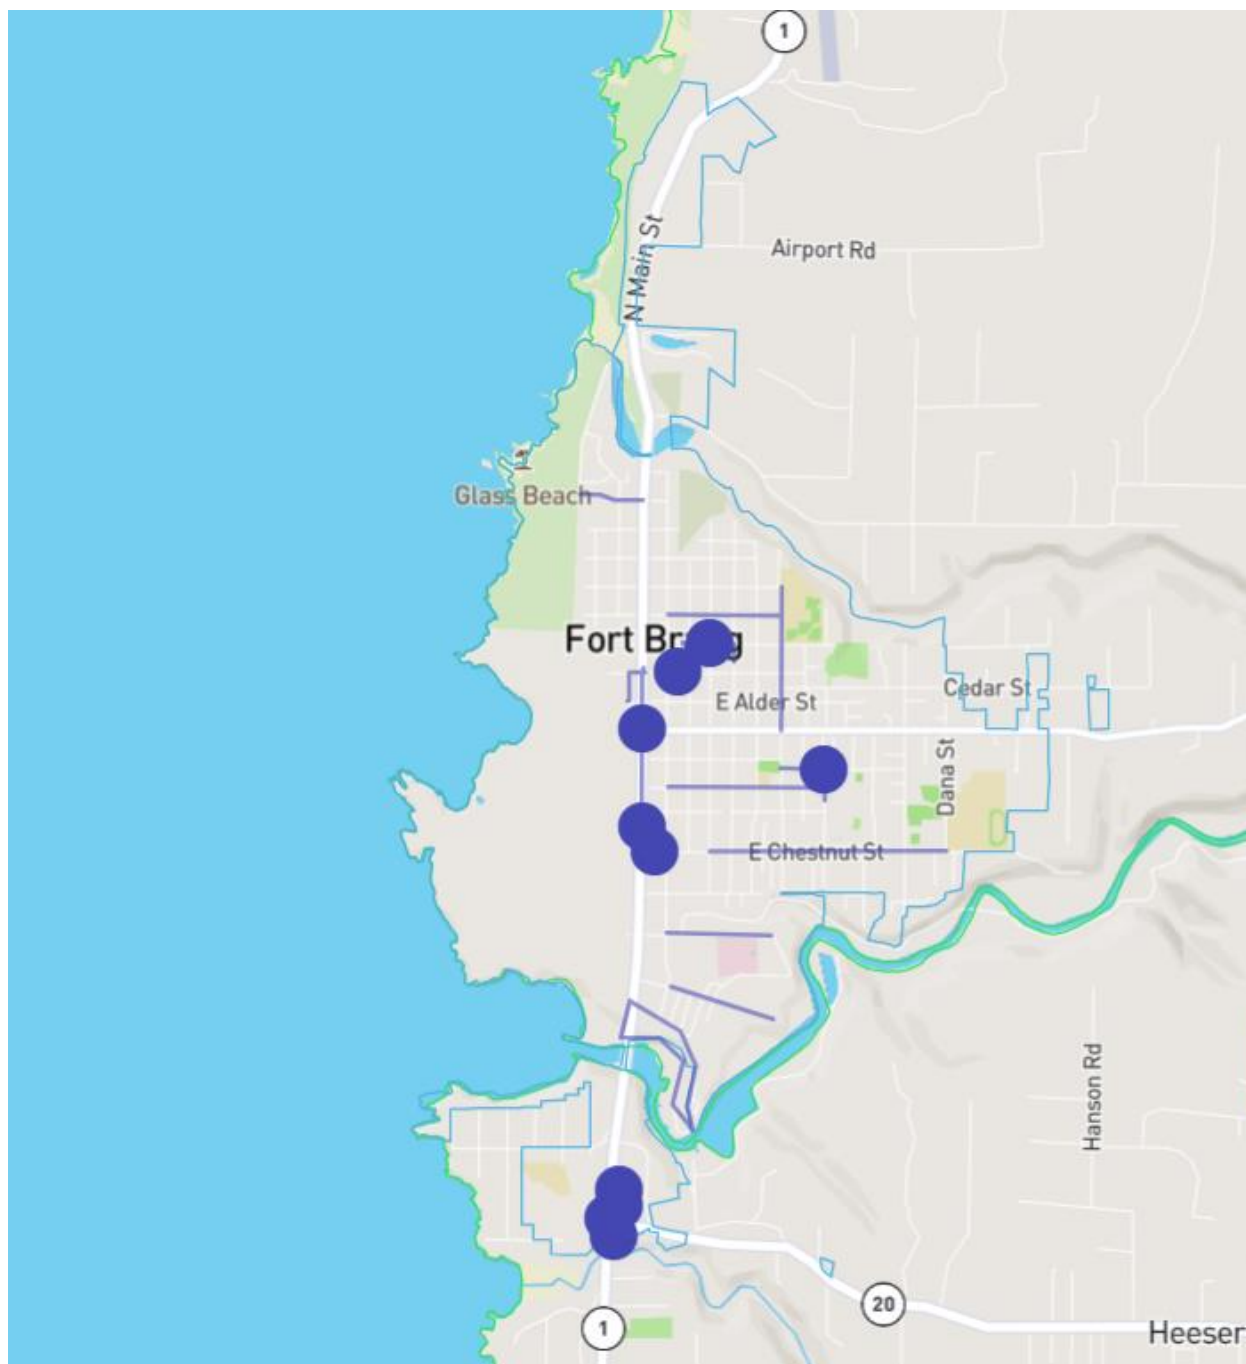 1
N Main St
Airport Rd
Glass Beach
Fort Bragg
E Alder St
Cedar St
Dana St
E Chestnut St
Hanson Rd
20
1
Heeser